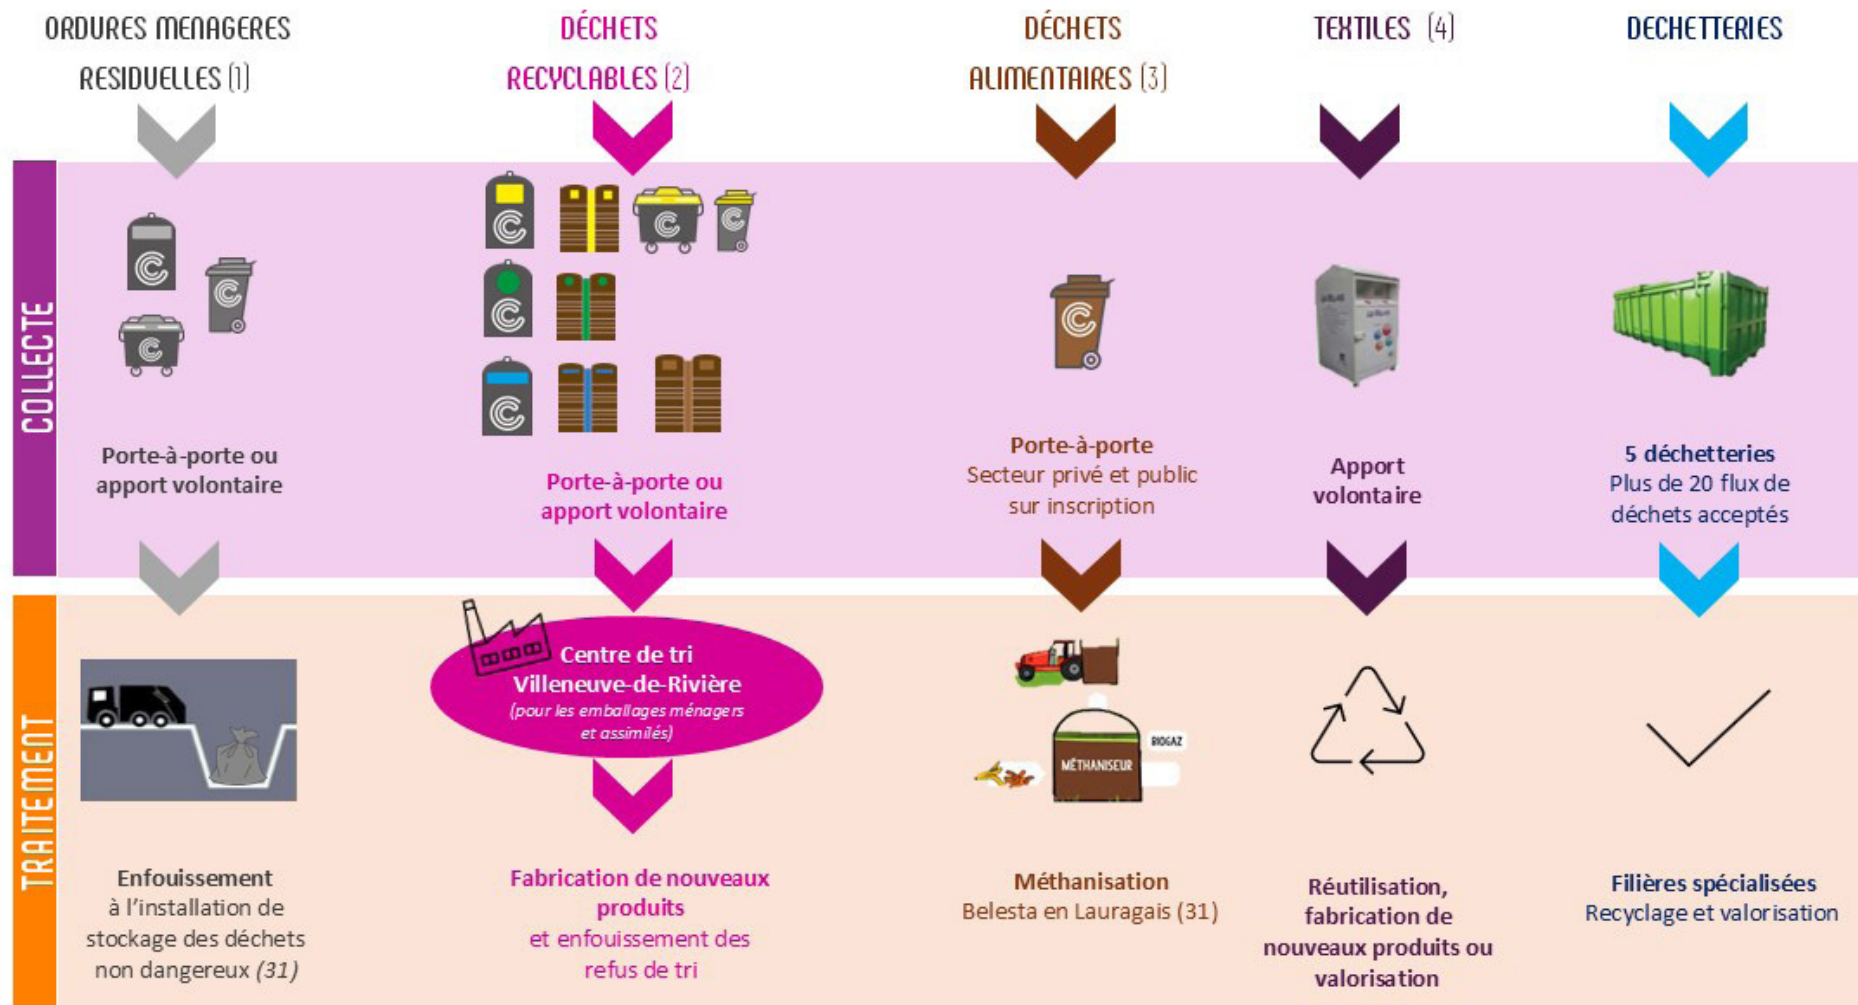 ORDURES MENAGERES
RESIDUELLES (1)
DÉCHETS
RECYCLABLES (2)
DÉCHETS
ALIMENTAIRES (3)
TEXTILES (4)
DECHETTERIES
COLLECTE
Porte-à-porte ou
apport volontaire
Porte-à-porte ou
apport volontaire
Porte-à-porte
Secteur privé et public
sur inscription
Apport
volontaire
5 déchetteries
Plus de 20 flux de
déchets acceptés
TRAITEMENT
Centre de tri
Villeneuve-de-Rivière
(pour les emballages ménagers
et assimilés)
BIOGAZ
MÉTHANISEUR
Enfouissement
à l'installation de
stockage des déchets
non dangereux (31)
Fabrication de nouveaux
produits
et enfouissement des
refus de tri
Méthanisation
Belesta en Lauragais (31)
Réutilisation,
fabrication de
nouveaux produits ou
valorisation
Filières spécialisées
Recyclage et valorisation